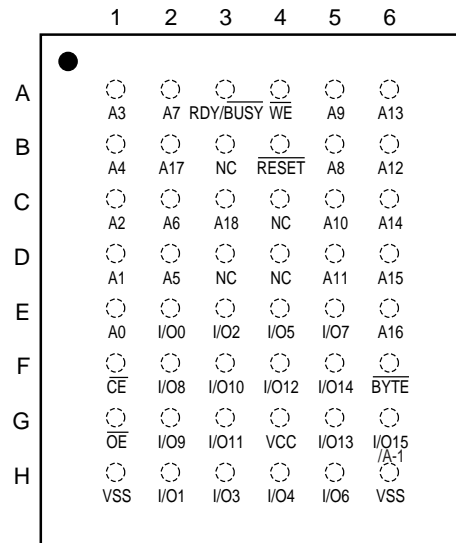 1 2 3 4 5 6
A
A3 A7 RDY/BUSY WE A9 A13
B
A4 A17 NC RESET A8 A12
C
A2 A6 A18 NC A10 A14
D
A1 A5 NC NC A11 A15
E
A0 I/O0 I/O2 I/O5 I/O7 A16
F
CE I/O8 I/O10 I/O12 I/O14 BYTE
G
OE I/O9 I/O11 VCC I/O13 I/O15
/A-1
H
VSS I/O1 I/O3 I/O4 I/O6 VSS